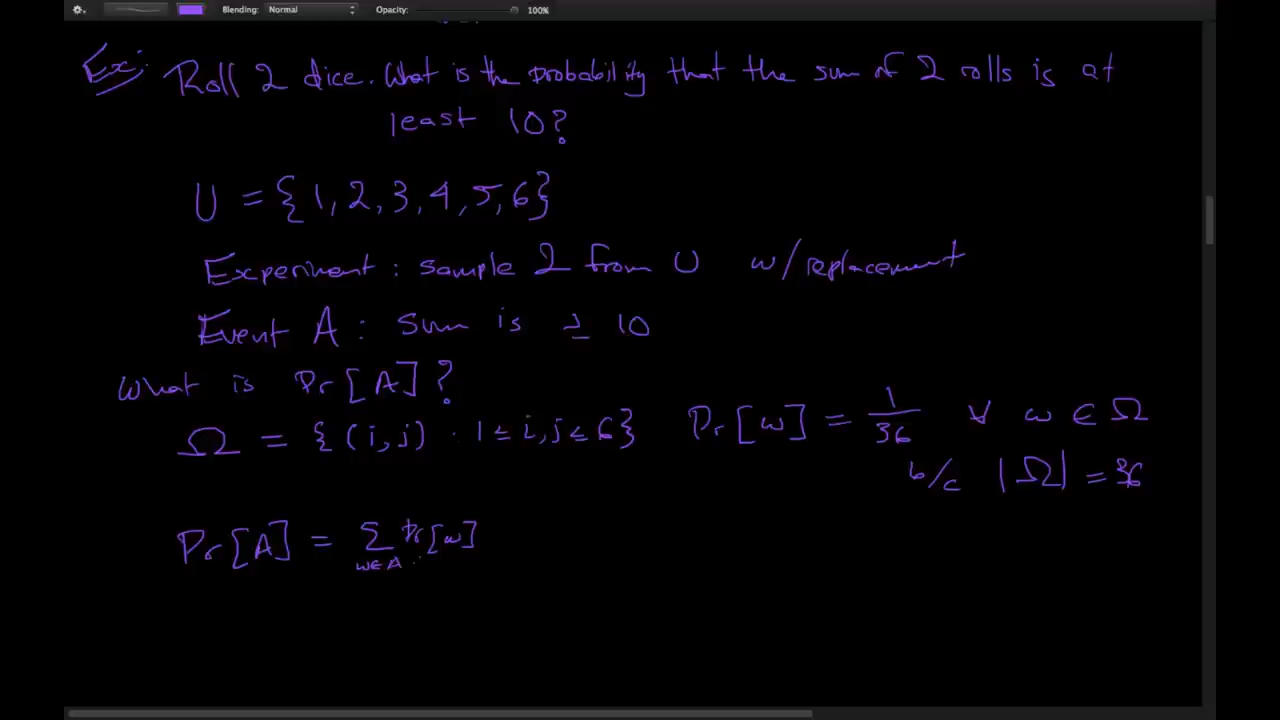 Blending: Normal Opacity: 100%
Ex: Roll 2 dice. What is the probability that the sum of 2 rolls is at
least 10?
U = {1, 2, 3, 4, 5, 6}
Experiment: sample 2 from U w/replacement
Event A: sum is ≥ 10
What is Pr[A]?
Ω = {(i,j) : 1≤i,j≤6} Pr[ω] = 1/36 ∀ ω ∈ Ω
b/c |Ω| = 36
Pr[A] = Σ Pr[ω]
ω∈A